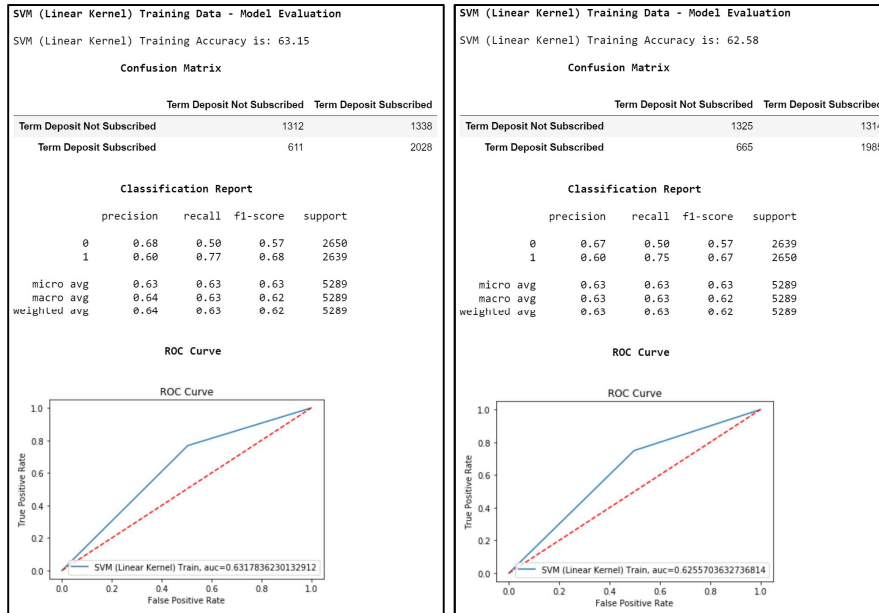 SVM (Linear Kernel) Training Data - Model Evaluation
SVM (Linear Kernel) Training Accuracy is: 63.15
Confusion Matrix
Term Deposit Not Subscribed Term Deposit Subscribed
Term Deposit Not Subscribed 1312 1338
Term Deposit Subscribed 611 2028
Classification Report
precision recall f1-score support
0 0.68 0.50 0.57 2650
1 0.60 0.77 0.68 2639
micro avg 0.63 0.63 0.63 5289
macro avg 0.64 0.63 0.62 5289
weighted avg 0.64 0.63 0.62 5289
ROC Curve
ROC Curve
1.0
0.8
0.6
0.4
0.2
0.0
True Positive Rate
SVM (Linear Kernel) Train, auc=0.6317836230132912
0.0 0.2 0.4 0.6 0.8 1.0
False Positive Rate
SVM (Linear Kernel) Training Data - Model Evaluation
SVM (Linear Kernel) Training Accuracy is: 62.58
Confusion Matrix
Term Deposit Not Subscribed Term Deposit Subscribed
Term Deposit Not Subscribed 1325 1314
Term Deposit Subscribed 665 1985
Classification Report
precision recall f1-score support
0 0.67 0.50 0.57 2639
1 0.60 0.75 0.67 2650
micro avg 0.63 0.63 0.63 5289
macro avg 0.63 0.63 0.62 5289
weighted avg 0.63 0.63 0.62 5289
ROC Curve
ROC Curve
1.0
0.8
0.6
0.4
0.2
0.0
True Positive Rate
SVM (Linear Kernel) Train, auc=0.6255703632736814
0.0 0.2 0.4 0.6 0.8 1.0
False Positive Rate